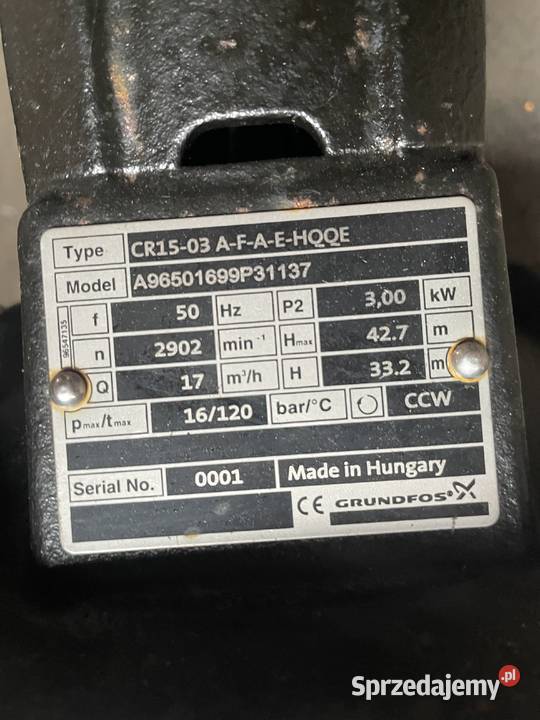 Type CR15-03 A-F-A-E-HQQE
Model A96501699P31137
f 50 Hz P2 3,00 kW
n 2902 min⁻¹ Hmax 42.7 m
Q 17 m³/h H 33.2 m
pmax/tmax 16/120 bar/°C CCW
96547135
Serial No. 0001 Made in Hungary
CE GRUNDFOS®
Sprzedajemy.pl